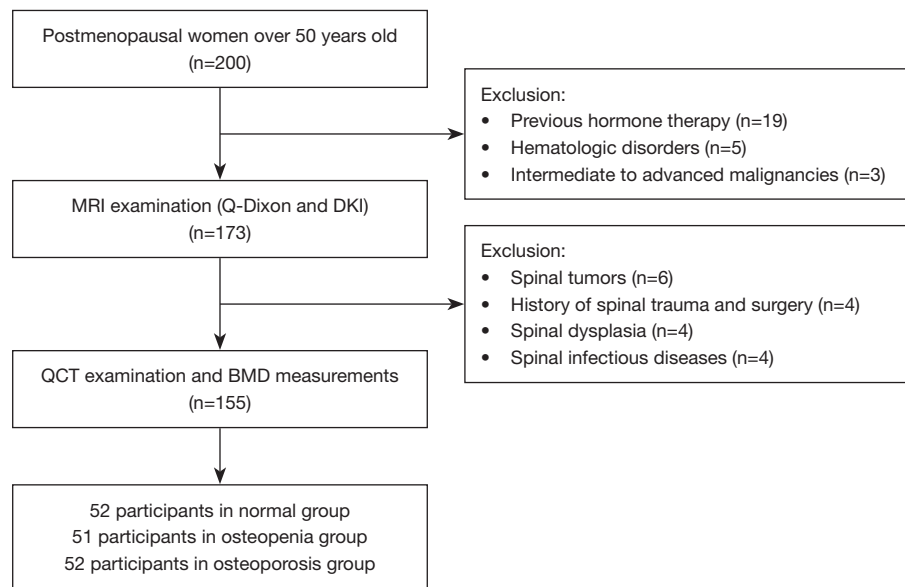 Postmenopausal women over 50 years old
(n=200)
Exclusion:
• Previous hormone therapy (n=19)
• Hematologic disorders (n=5)
• Intermediate to advanced malignancies (n=3)
MRI examination (Q-Dixon and DKI)
(n=173)
Exclusion:
• Spinal tumors (n=6)
• History of spinal trauma and surgery (n=4)
• Spinal dysplasia (n=4)
• Spinal infectious diseases (n=4)
QCT examination and BMD measurements
(n=155)
52 participants in normal group
51 participants in osteopenia group
52 participants in osteoporosis group